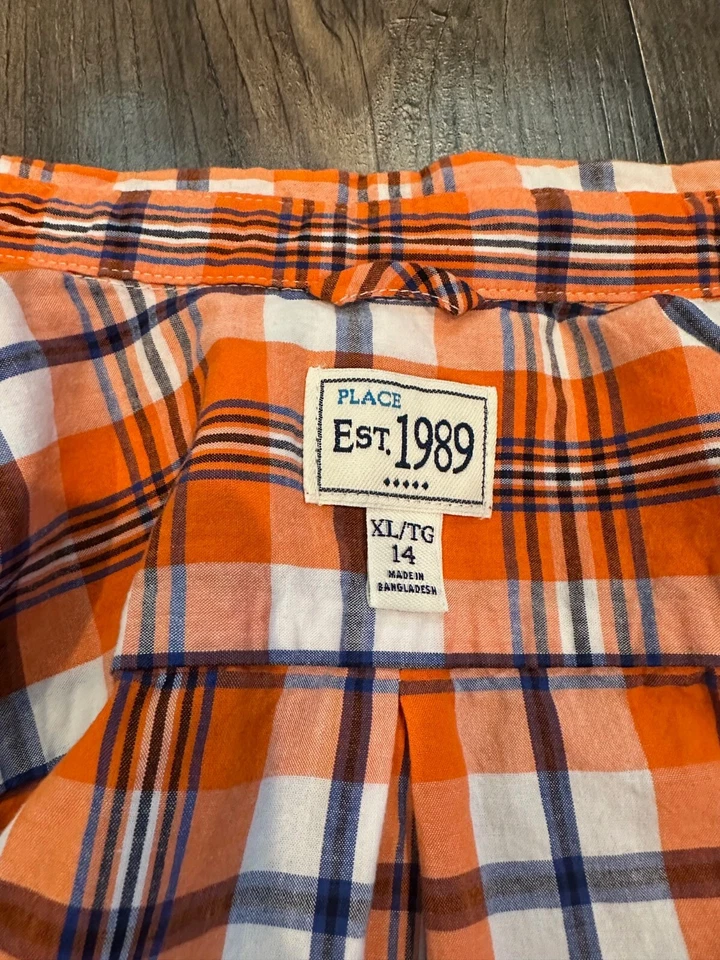 PLACE
EST. 1989
XL/TG
14
MADE IN
BANGLADESH